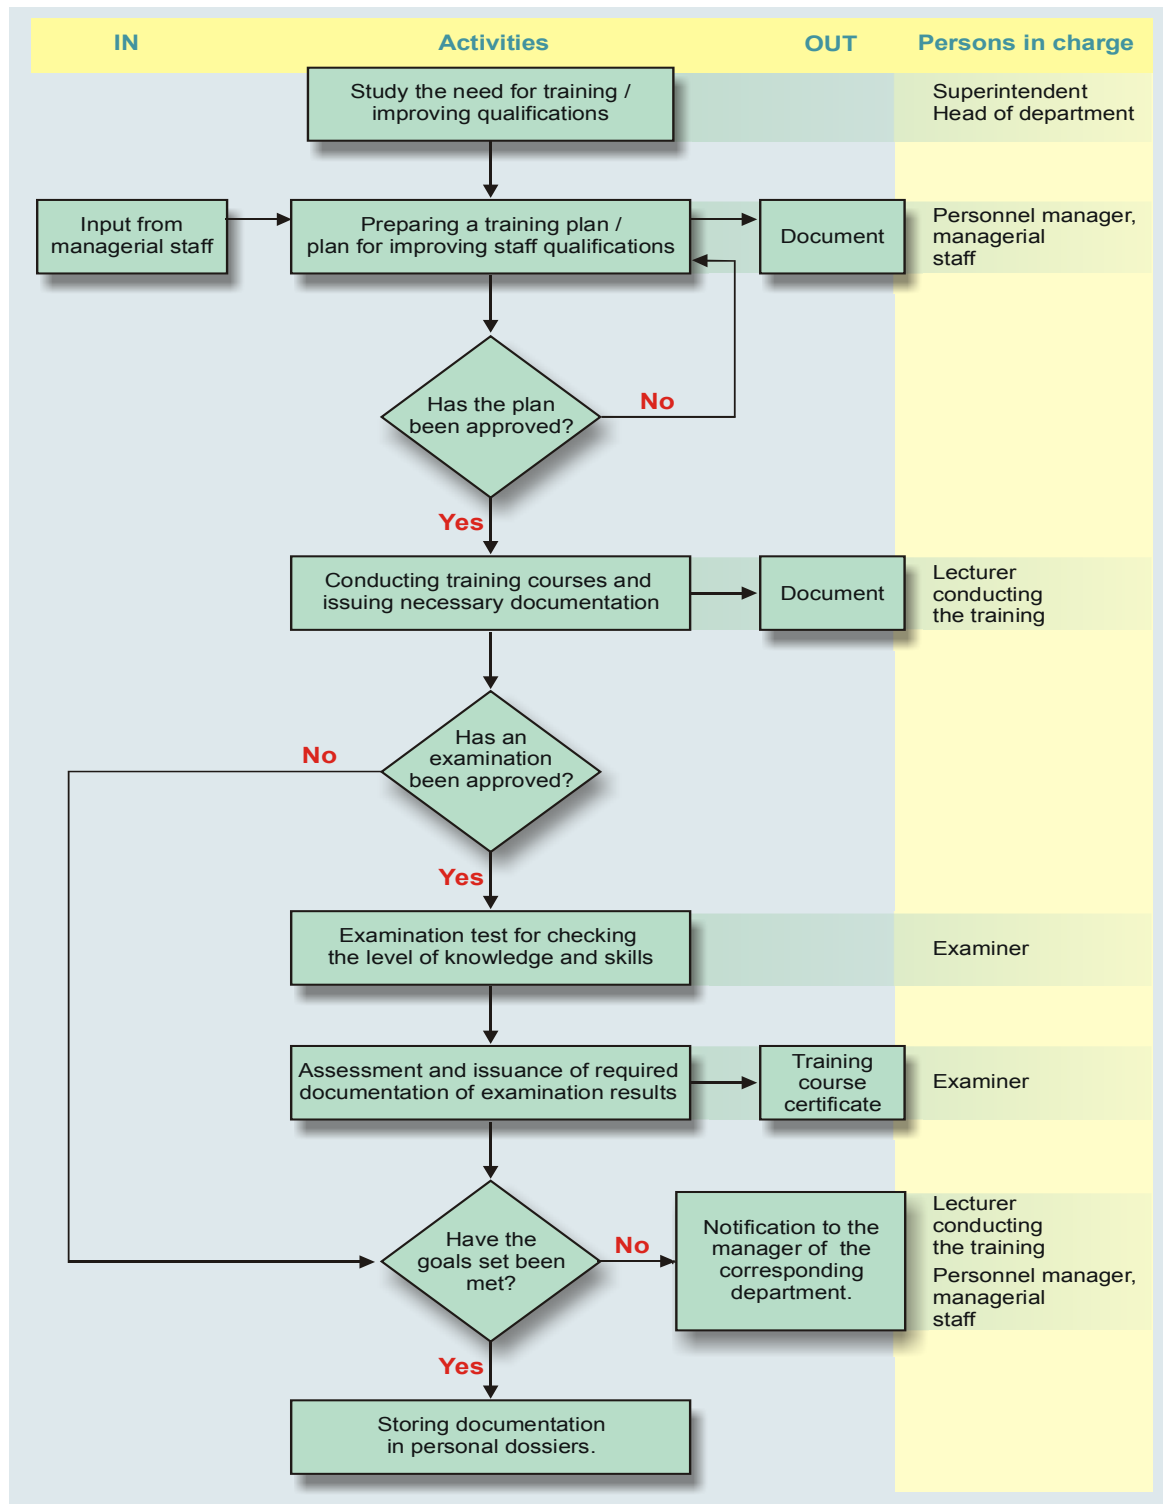 IN
Activities
OUT
Persons in charge
Study the need for training /
improving qualifications
Superintendent
Head of department
Input from
managerial staff
Preparing a training plan /
plan for improving staff qualifications
Document
Personnel manager,
managerial
staff
Has the plan
been approved?
No
Yes
Conducting training courses and
issuing necessary documentation
Document
Lecturer
conducting
the training
Has an
examination
been approved?
No
Yes
Examination test for checking
the level of knowledge and skills
Examiner
Assessment and issuance of required
documentation of examination results
Training
course
certificate
Examiner
Have the
goals set been
met?
No
Notification to the
manager of the
corresponding
department.
Lecturer
conducting
the training
Personnel manager,
managerial
staff
Yes
Storing documentation
in personal dossiers.